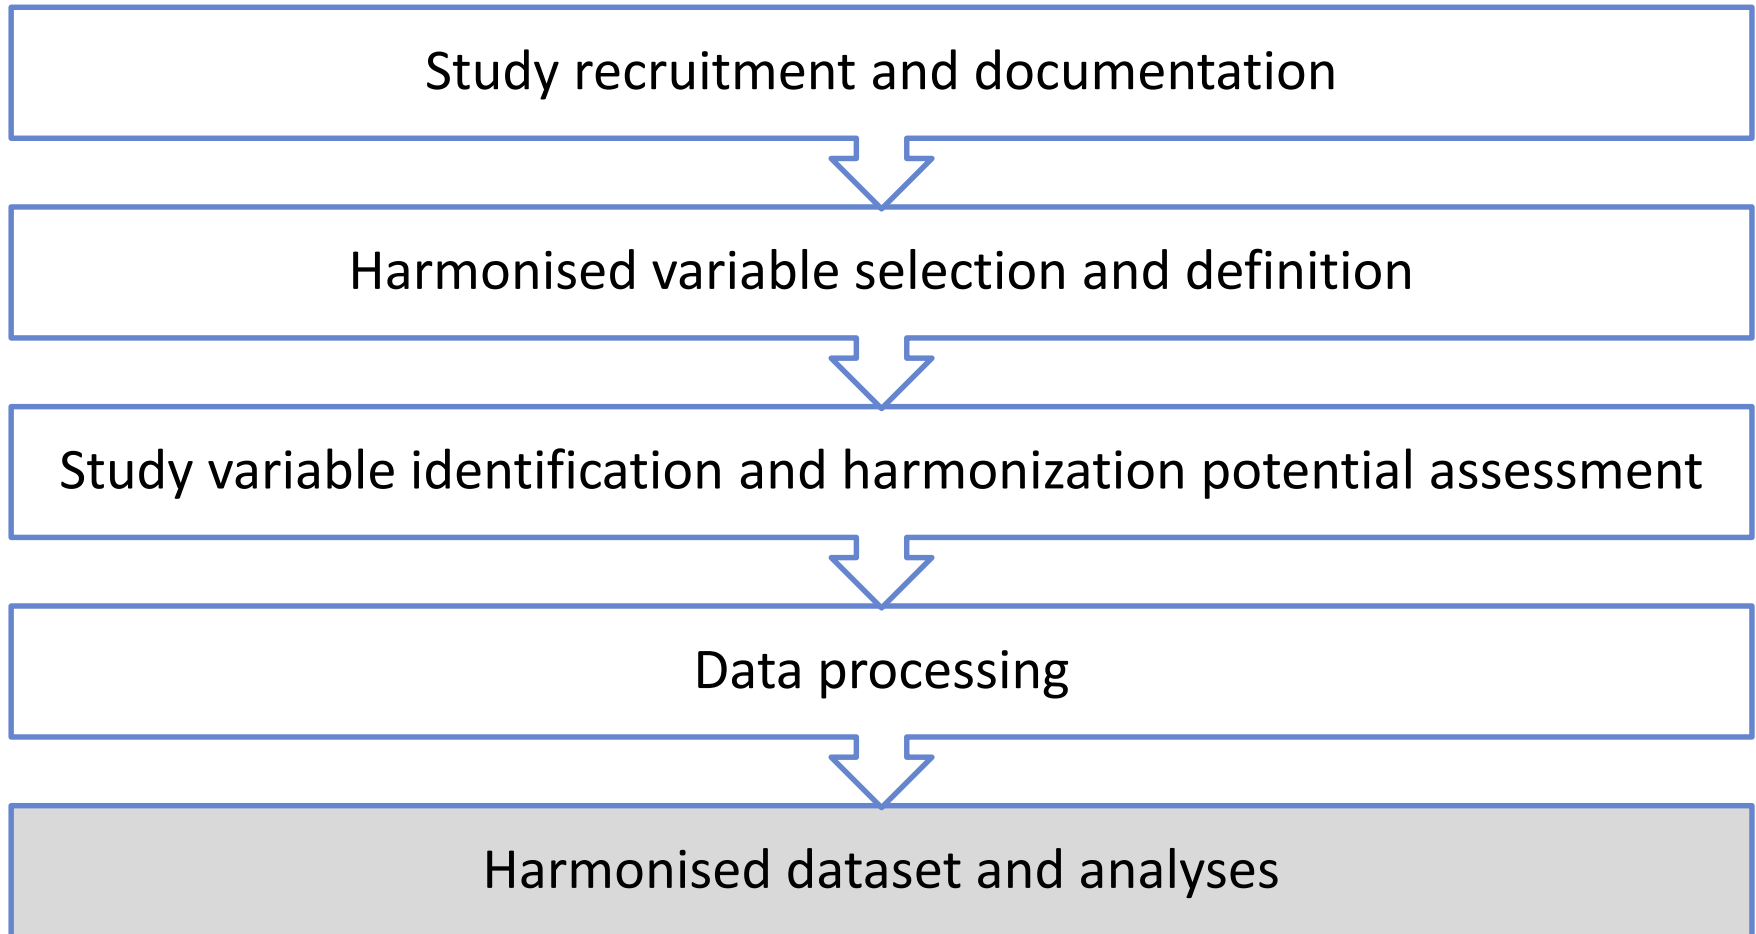 Study recruitment and documentation
Harmonised variable selection and definition
Study variable identification and harmonization potential assessment
Data processing
Harmonised dataset and analyses